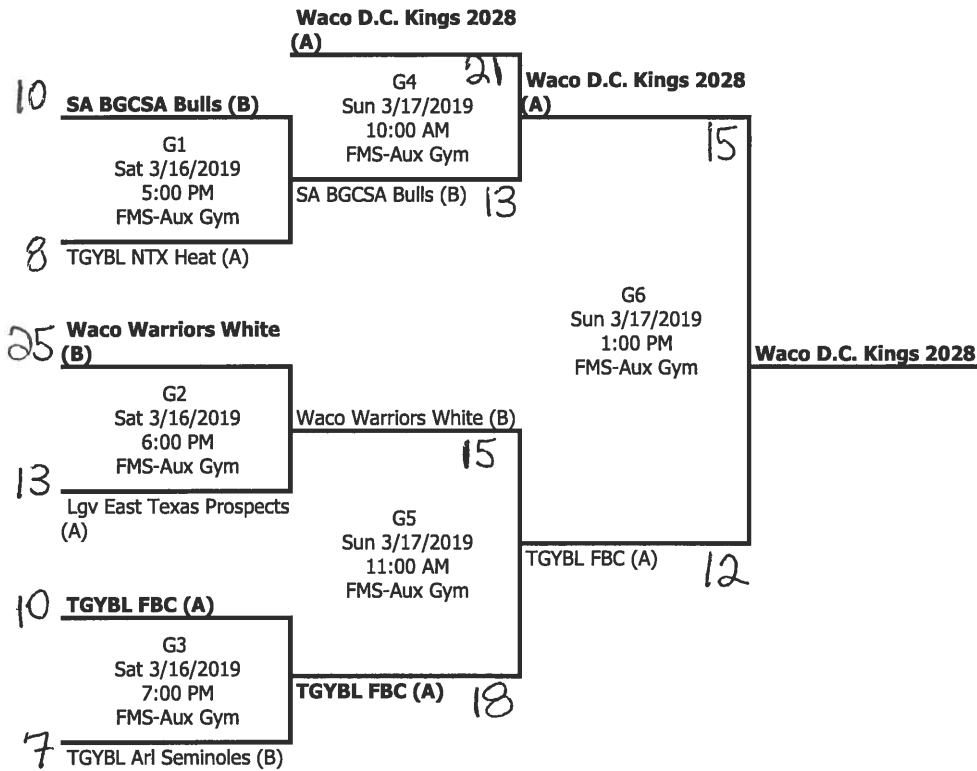 Waco D.C. Kings 2028
(A)
21
G4
Sun 3/17/2019
10:00 AM
FMS-Aux Gym
Waco D.C. Kings 2028
(A)
15
10
SA BGCSA Bulls (B)
G1
Sat 3/16/2019
5:00 PM
FMS-Aux Gym
SA BGCSA Bulls (B) 13
8
TGYBL NTX Heat (A)
G6
Sun 3/17/2019
1:00 PM
FMS-Aux Gym
Waco D.C. Kings 2028
25
Waco Warriors White
(B)
G2
Sat 3/16/2019
6:00 PM
FMS-Aux Gym
Waco Warriors White (B)
15
13
Lgv East Texas Prospects
(A)
G5
Sun 3/17/2019
11:00 AM
FMS-Aux Gym
TGYBL FBC (A) 12
10
TGYBL FBC (A)
G3
Sat 3/16/2019
7:00 PM
FMS-Aux Gym
TGYBL FBC (A) 18
7
TGYBL Arl Seminoles (B)